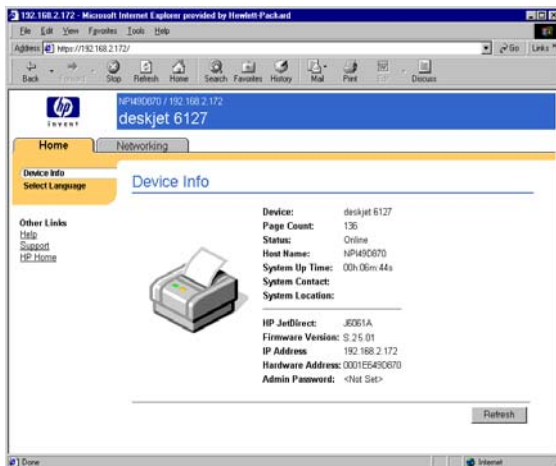 192.168.2.172 - Microsoft Internet Explorer provided by Hewlett-Packard
File Edit View Favorites Tools Help
Address https://192.168.2.172/ Go Links
Back Forward Stop Refresh Home Search Favorites History Mail Print Edit Discuss
hp
invent
NPI49D870 / 192.168.2.172
deskjet 6127
Home Networking
Device Info
Select Language
Other Links
Help
Support
HP Home
Device Info
Device: deskjet 6127
Page Count: 136
Status: Online
Host Name: NPI49D870
System Up Time: 00h:06m:44s
System Contact:
System Location:
HP JetDirect: J6061A
Firmware Version: S.25.01
IP Address 192.168.2.172
Hardware Address: 0001E649D870
Admin Password: <Not Set>
Refresh
Done Internet